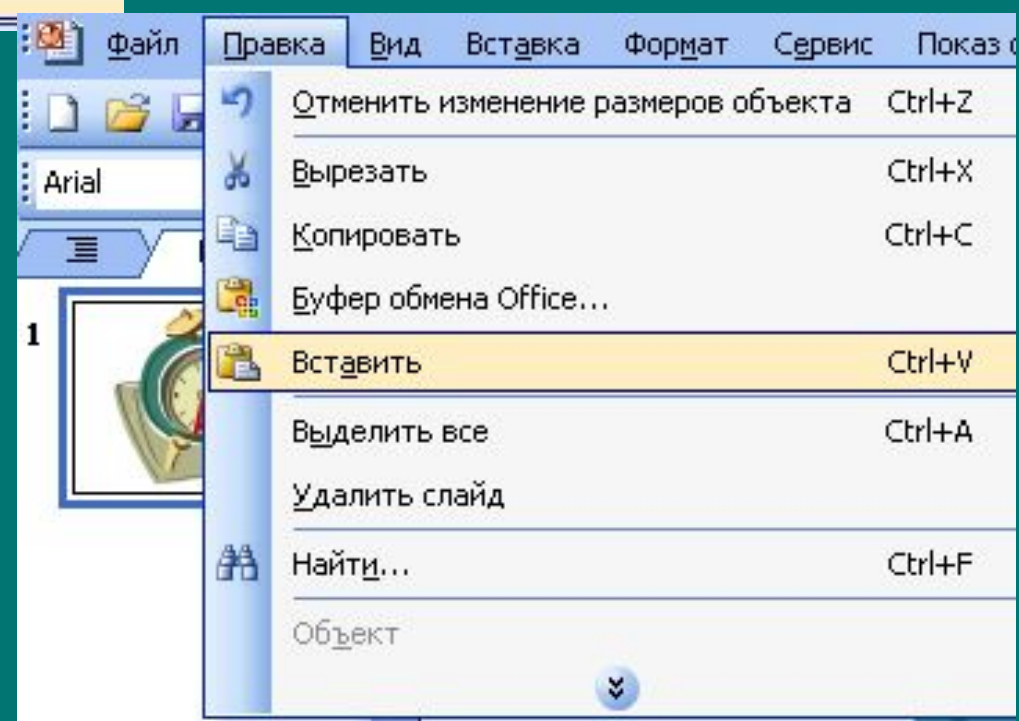 Файл Правка Вид Вставка Формат Сервис Показ
Отменить изменение размеров объекта Ctrl+Z
Arial
Вырезать Ctrl+X
Копировать Ctrl+C
Буфер обмена Office...
1
Вставить Ctrl+V
Выделить все Ctrl+A
Удалить слайд
Найти... Ctrl+F
Объект